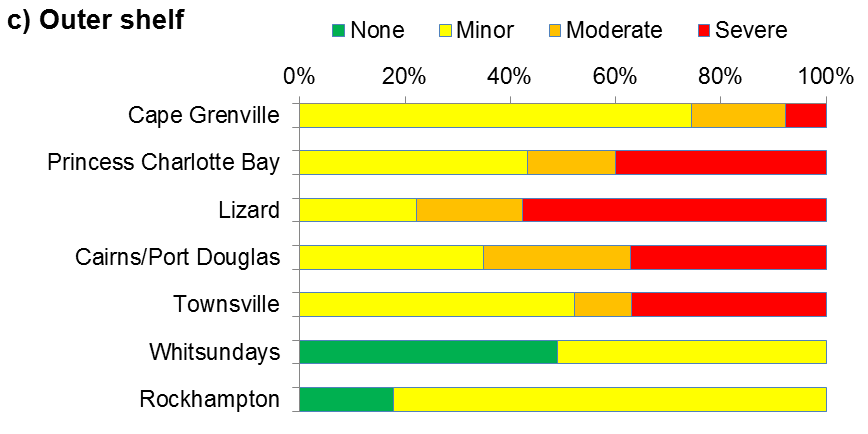 c) Outer shelf
None Minor Moderate Severe
0% 20% 40% 60% 80% 100%
Cape Grenville
Princess Charlotte Bay
Lizard
Cairns/Port Douglas
Townsville
Whitsundays
Rockhampton